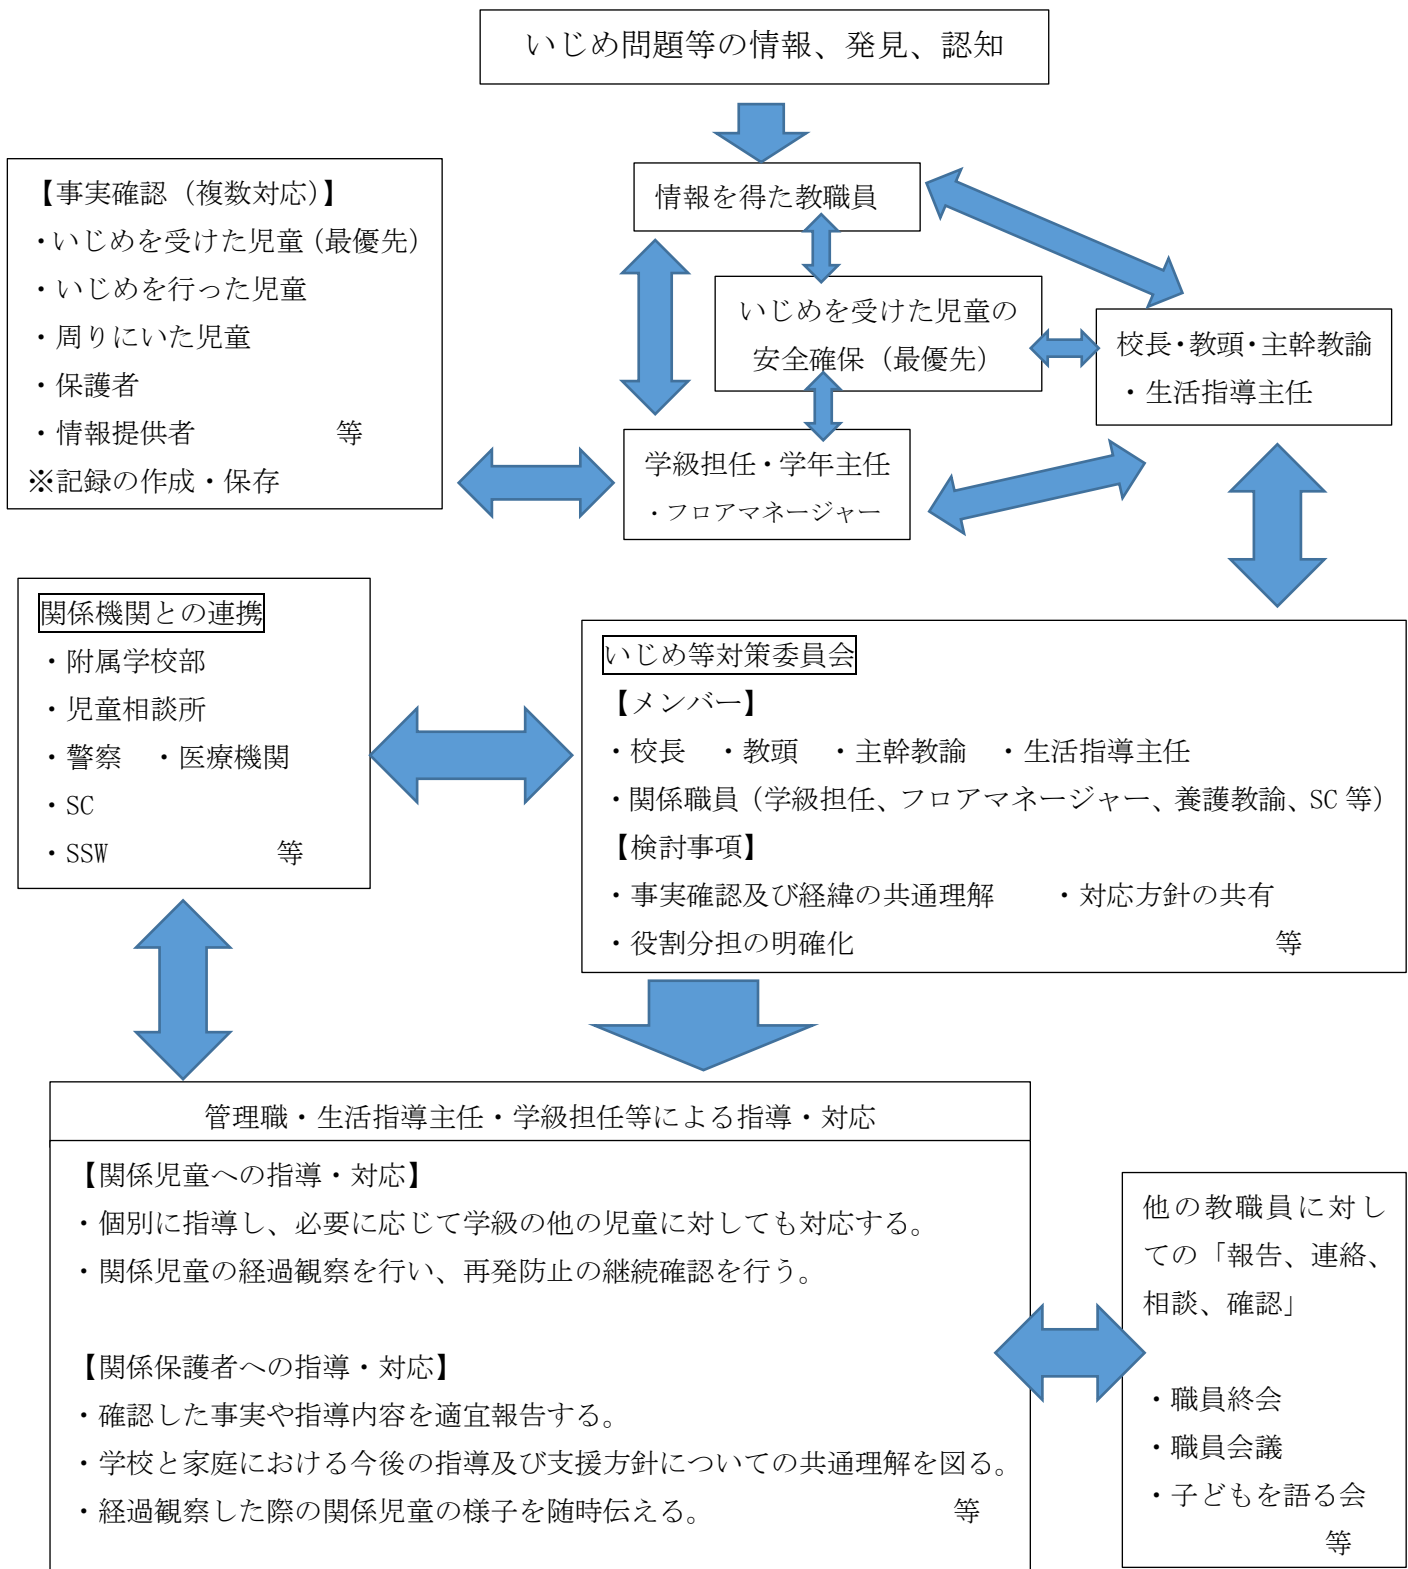 いじめ問題等の情報、発見、認知
情報を得た教職員
【事実確認（複数対応）】
・いじめを受けた児童（最優先）
・いじめを行った児童
・周りにいた児童
・保護者
・情報提供者　　　　　等
※記録の作成・保存
いじめを受けた児童の
安全確保（最優先）
校長・教頭・主幹教諭
・生活指導主任
学級担任・学年主任
・フロアマネージャー
関係機関との連携
・附属学校部
・児童相談所
・警察　・医療機関
・SC
・SSW　　　　　　等
いじめ等対策委員会
【メンバー】
・校長　・教頭　・主幹教諭　・生活指導主任
・関係職員（学級担任、フロアマネージャー、養護教諭、SC 等）
【検討事項】
・事実確認及び経緯の共通理解　　・対応方針の共有
・役割分担の明確化　　　　　　　　　　　　　　　等
管理職・生活指導主任・学級担任等による指導・対応
【関係児童への指導・対応】
・個別に指導し、必要に応じて学級の他の児童に対しても対応する。
・関係児童の経過観察を行い、再発防止の継続確認を行う。
【関係保護者への指導・対応】
・確認した事実や指導内容を適宜報告する。
・学校と家庭における今後の指導及び支援方針についての共通理解を図る。
・経過観察した際の関係児童の様子を随時伝える。　　　　　　　　　等
他の教職員に対し
ての「報告、連絡、
相談、確認」
・職員終会
・職員会議
・子どもを語る会
等